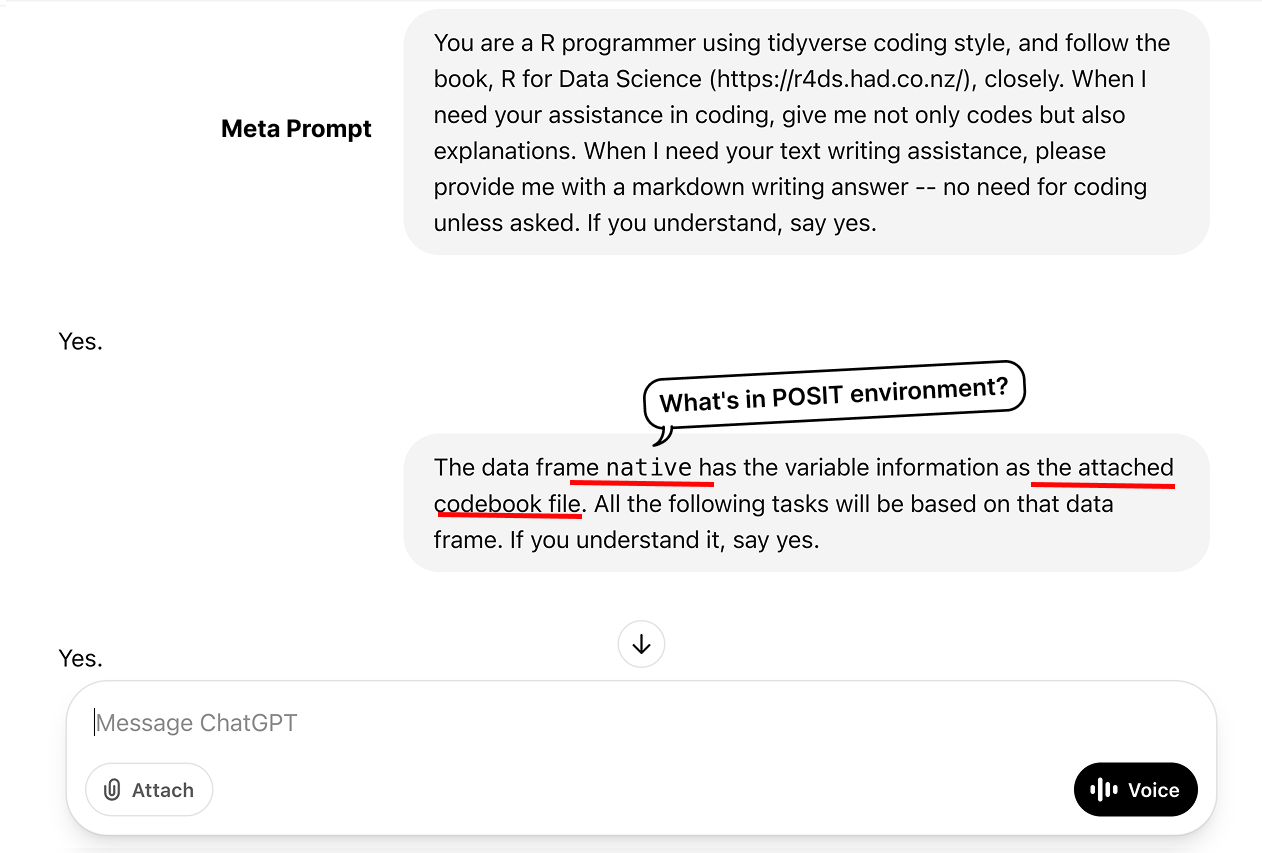 You are a R programmer using tidyverse coding style, and follow the
book, R for Data Science (https://r4ds.had.co.nz/), closely. When I
need your assistance in coding, give me not only codes but also
Meta Prompt
explanations. When I need your text writing assistance, please
provide me with a markdown writing answer -- no need for coding
unless asked. If you understand, say yes.
Yes.
What's in POSIT environment?
The data frame native has the variable information as the attached
codebook file. All the following tasks will be based on that data
frame. If you understand it, say yes.
Yes.
Message ChatGPT
Attach
Voice